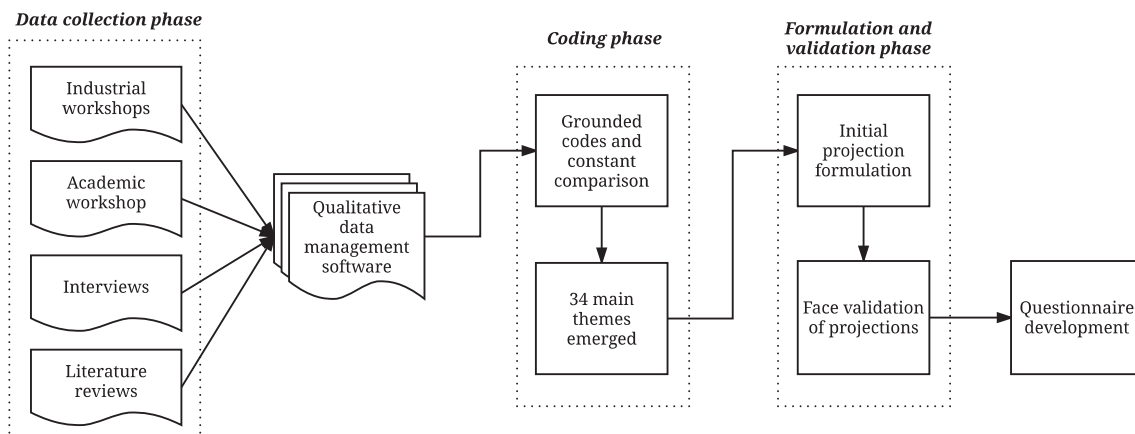 Data collection phase
Industrial
workshops
Academic
workshop
Interviews
Literature
reviews
Qualitative
data
management
software
Coding phase
Grounded
codes and
constant
comparison
34 main
themes
emerged
Formulation and
validation phase
Initial
projection
formulation
Face validation
of projections
Questionnaire
development